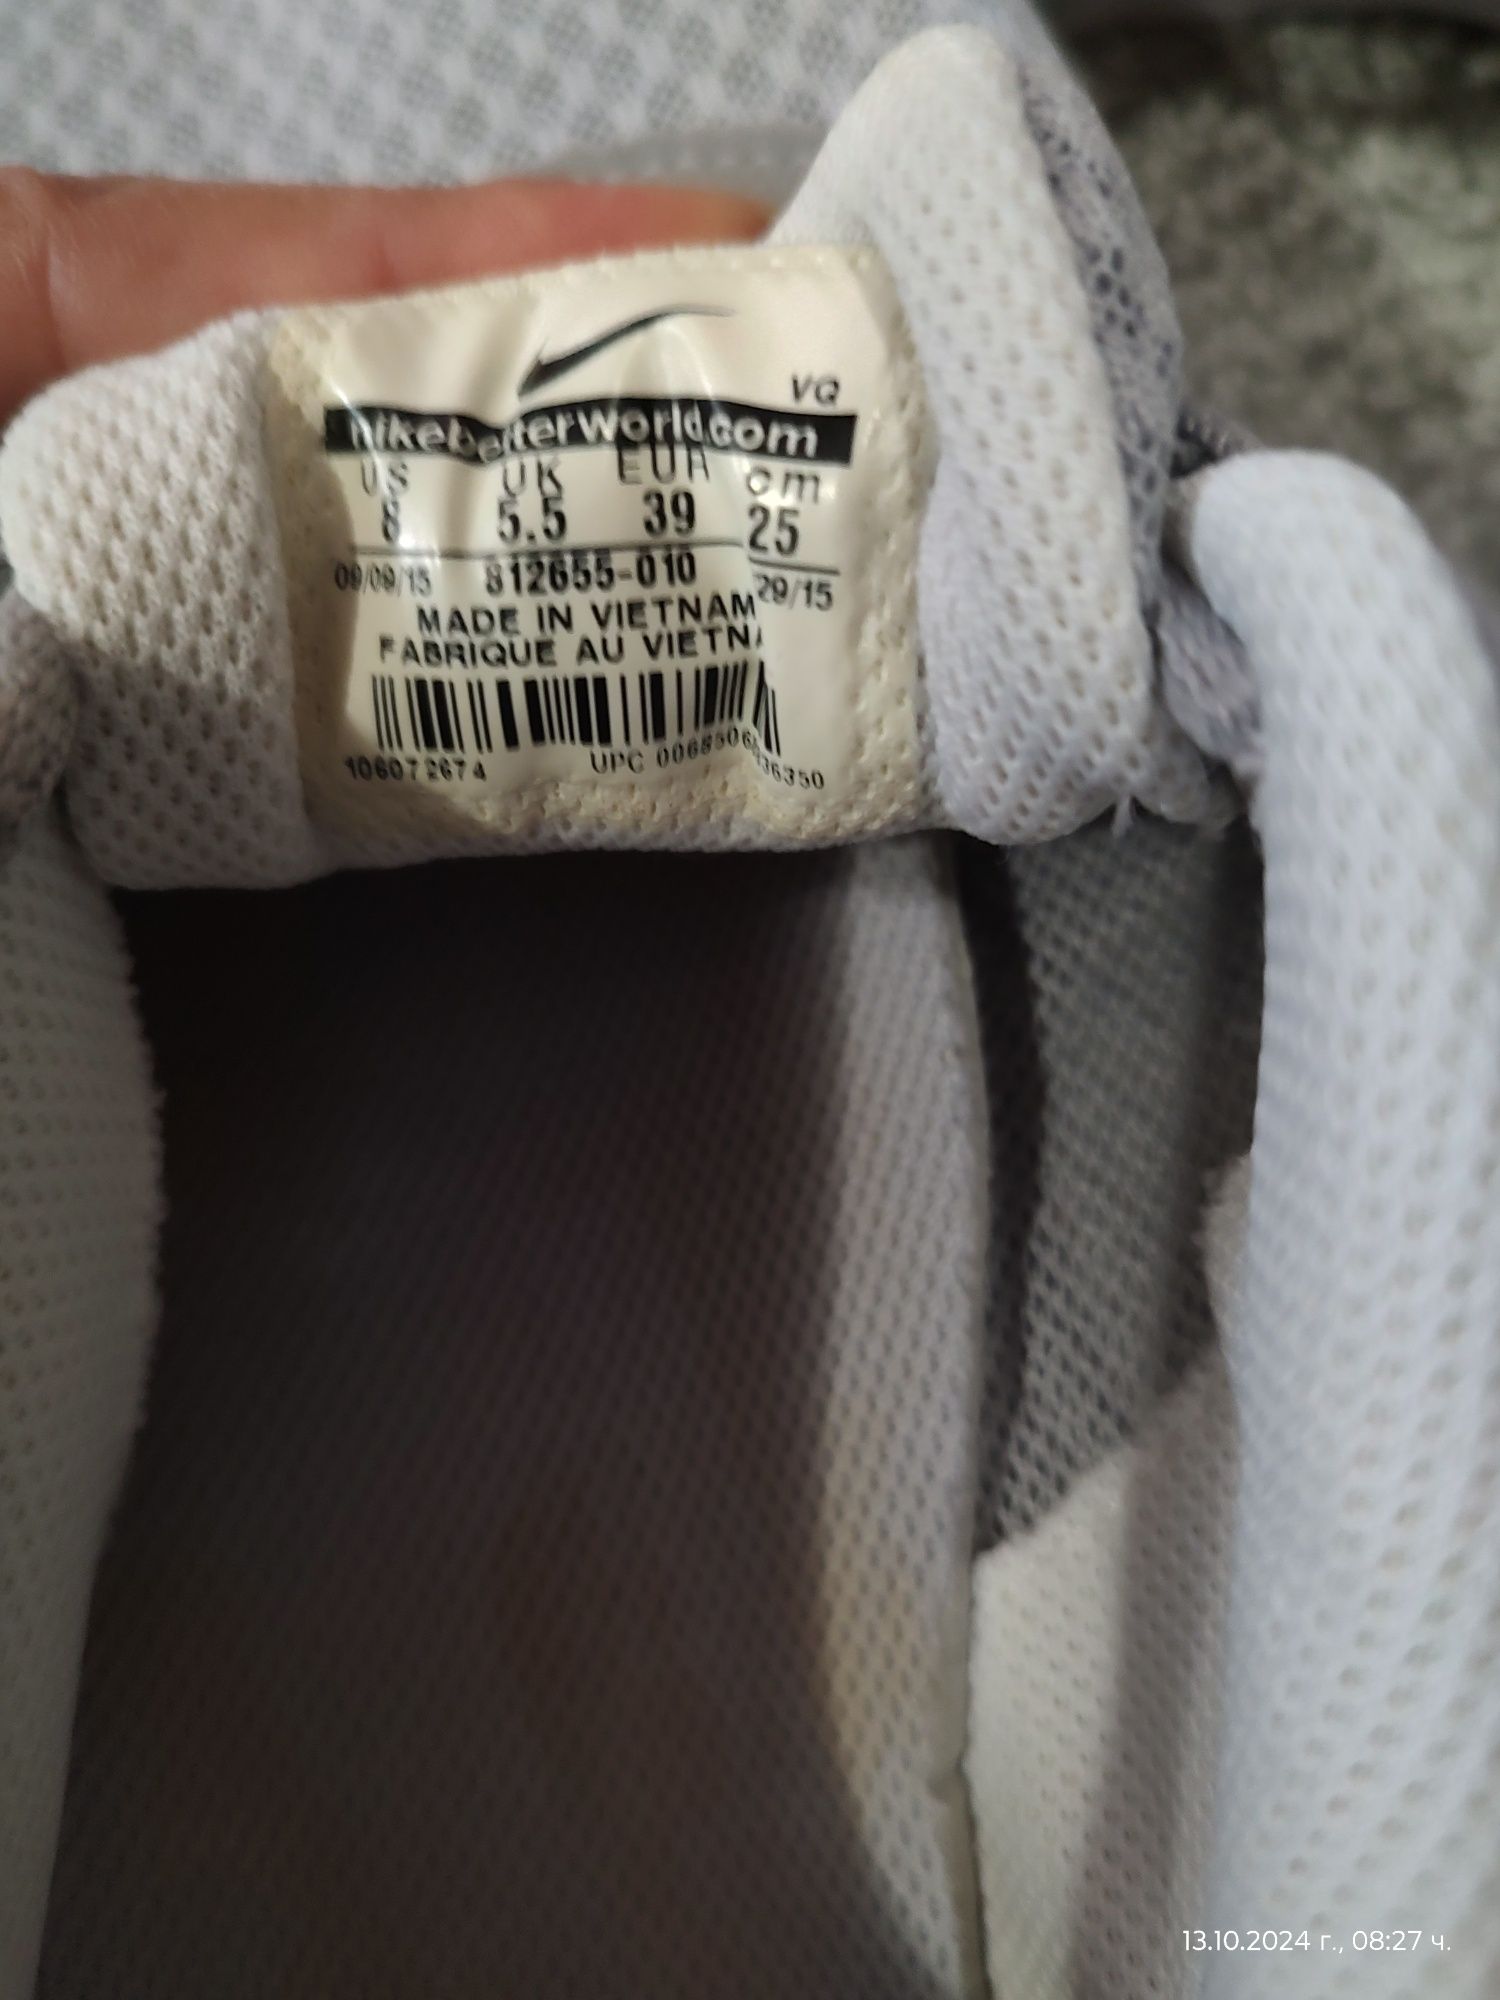 VQ
nikebetterworld.com
US UK EUR cm
8 5.5 39 25
09/09/15 812655-010 29/15
MADE IN VIETNAM
FABRIQUE AU VIETNA
106072674 UPC
13.10.2024 г., 08:27 ч.